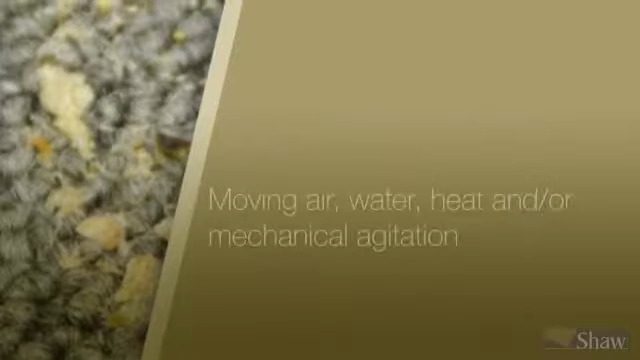 Moving air, water, heat and/or
mechanical agitation
Shaw